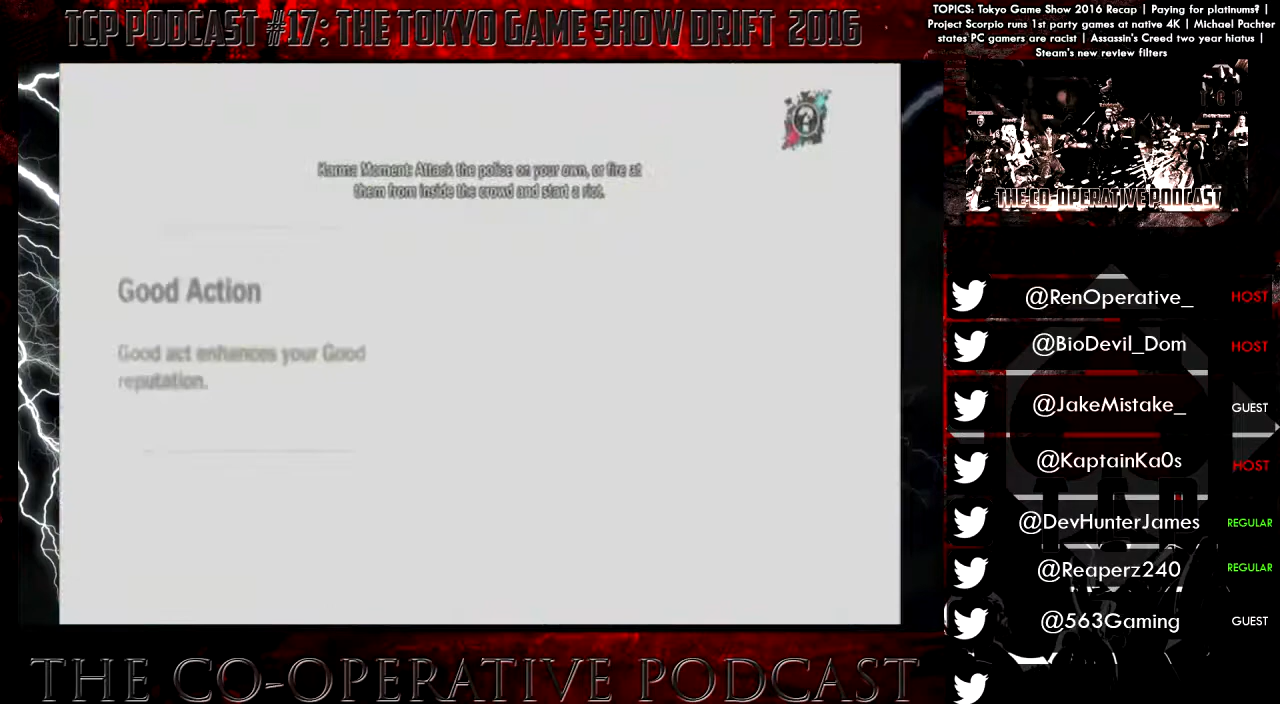 TCP PODCAST #17: THE TOKYO GAME SHOW DRIFT 2016
TOPICS: Tokyo Game Show 2016 Recap | Paying for platinums? |
Project Scorpio runs 1st party games at native 4K | Michael Pachter
states PC gamers are racist | Assassin's Creed two year hiatus |
Steam's new review filters
TCP
THE CO-OPERATIVE PODCAST
Karma Moment: Attack the police on your own, or fire at
them from inside the crowd and start a riot.
Good Action
Good act enhances your Good
reputation.
@RenOperative_ HOST
@BioDevil_Dom HOST
@JakeMistake_ GUEST
@KaptainKa0s HOST
@DevHunterJames REGULAR
@Reaperz240 REGULAR
@563Gaming GUEST
THE CO-OPERATIVE PODCAST